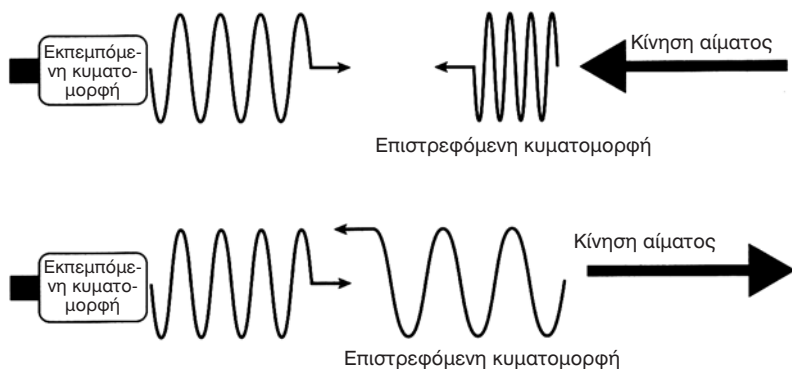 Εκπεμπόμε-
νη κυματο-
μορφή
Κίνηση αίματος
Επιστρεφόμενη κυματομορφή
Εκπεμπόμε-
νη κυματο-
μορφή
Κίνηση αίματος
Επιστρεφόμενη κυματομορφή